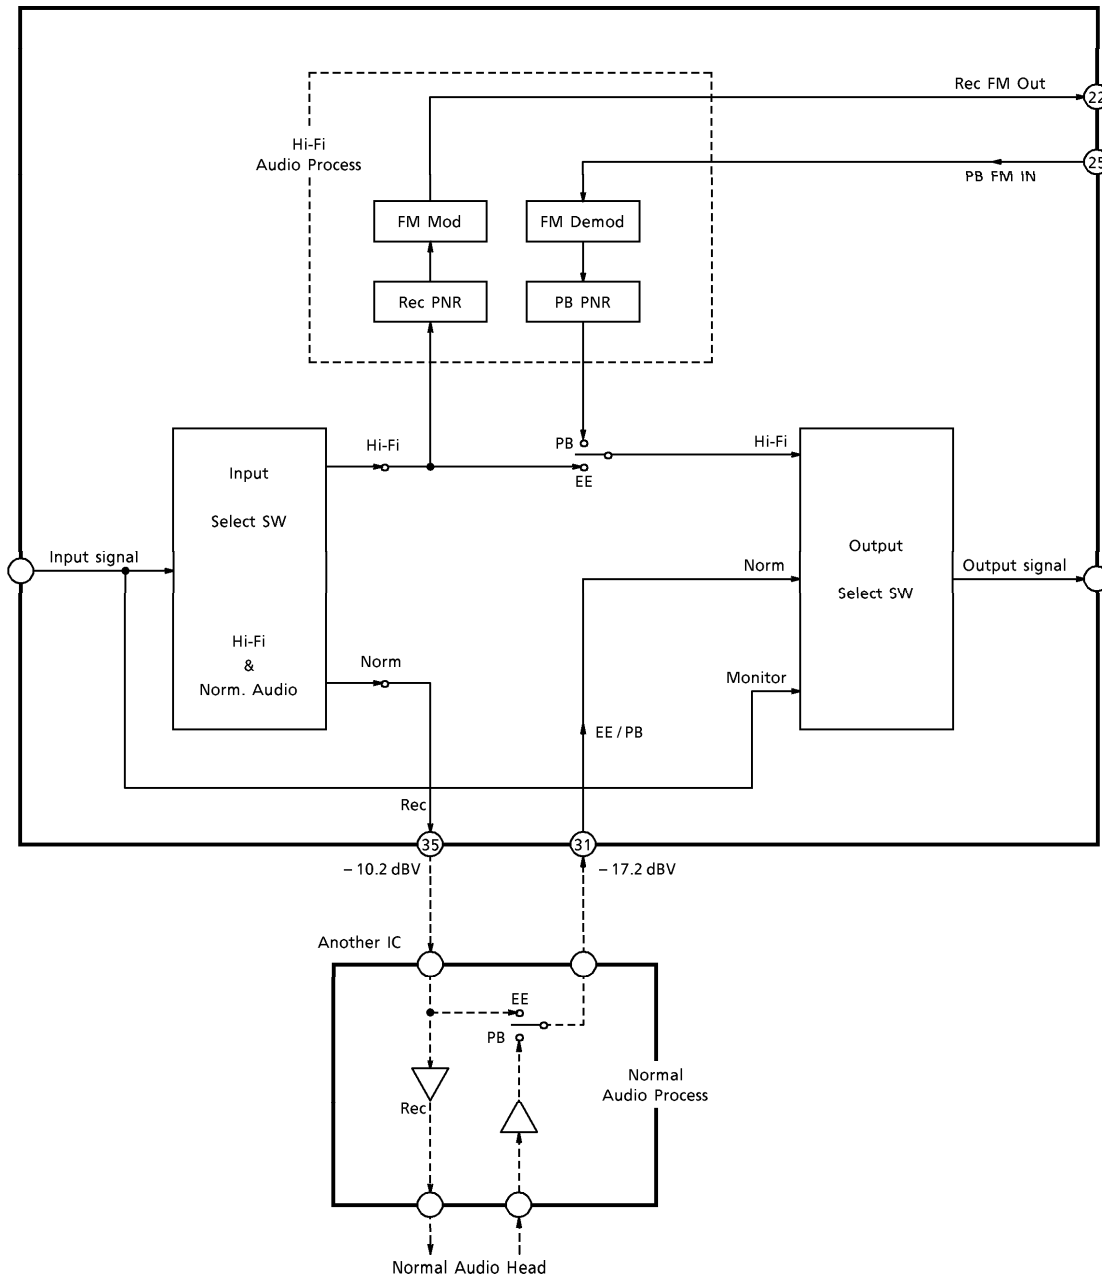 Rec FM Out
22
Hi-Fi
Audio Process
25
PB FM IN
FM Mod
FM Demod
Rec PNR
PB PNR
Hi-Fi
PB
Hi-Fi
EE
Input
Select SW
Input signal
Hi-Fi
&
Norm. Audio
Norm
Norm
Output
Select SW
Output signal
Monitor
EE / PB
Rec
35
31
– 10.2 dBV
– 17.2 dBV
Another IC
EE
PB
Rec
Normal
Audio Process
Normal Audio Head